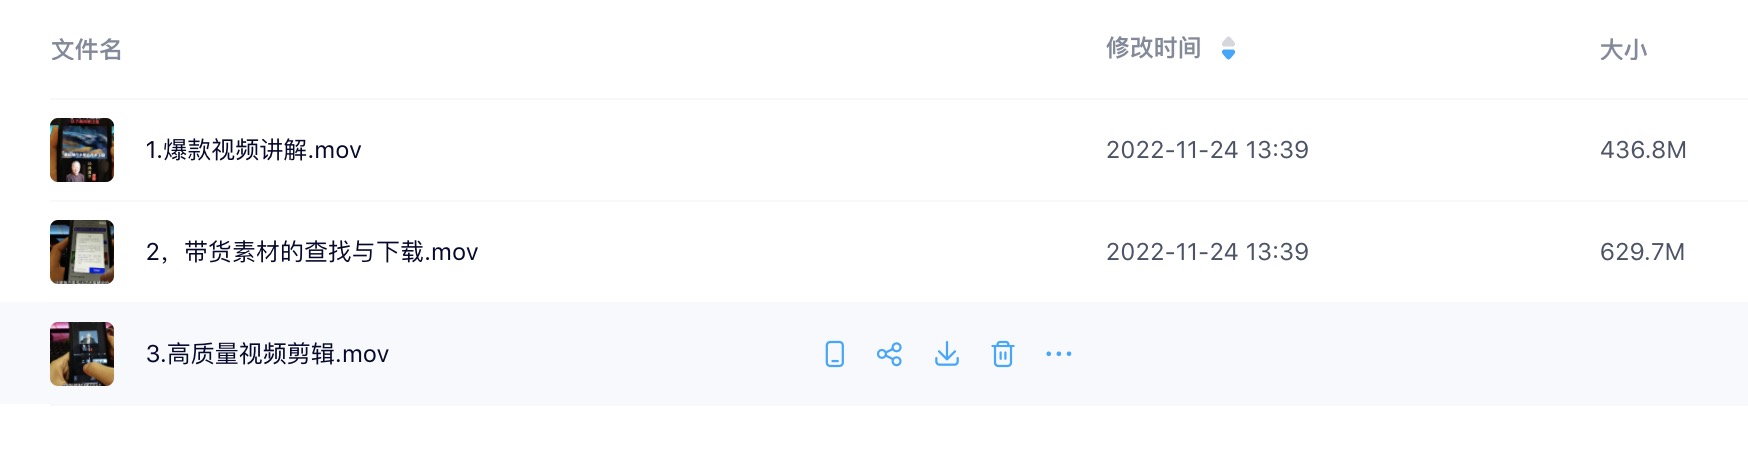 文件名 修改时间 大小
1.爆款视频讲解.mov 2022-11-24 13:39 436.8M
2，带货素材的查找与下载.mov 2022-11-24 13:39 629.7M
3.高质量视频剪辑.mov